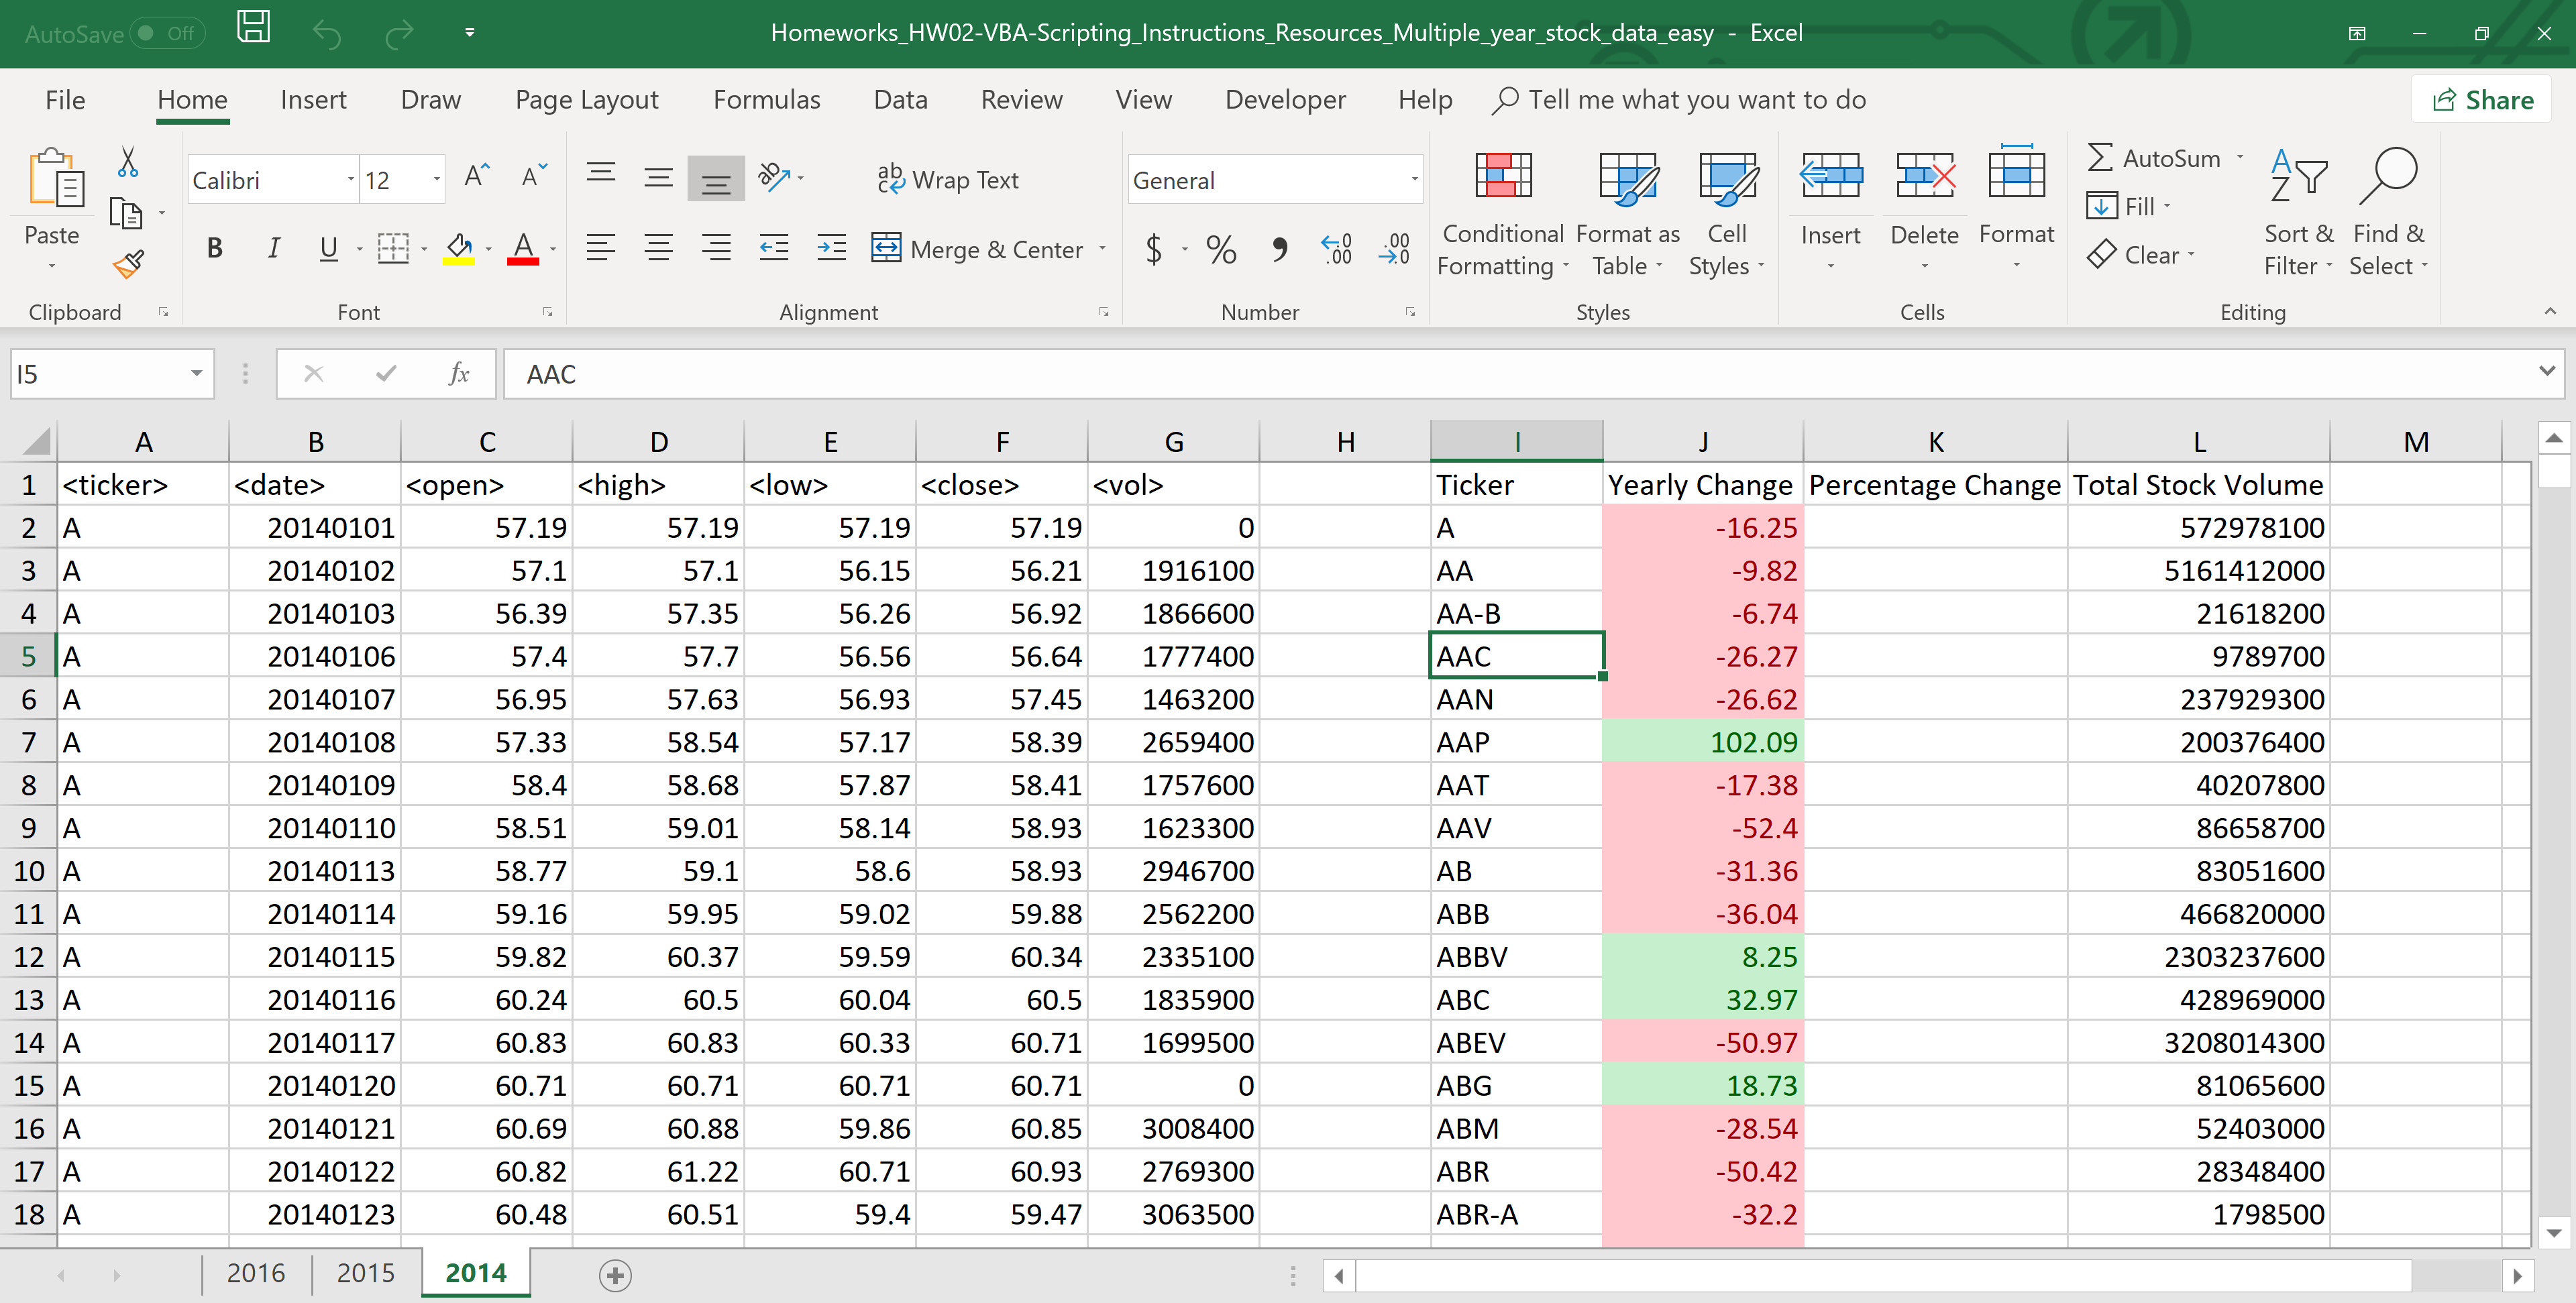 AutoSave Off Homeworks_HW02-VBA-Scripting_Instructions_Resources_Multiple_year_stock_data_easy - Excel
File Home Insert Draw Page Layout Formulas Data Review View Developer Help Tell me what you want to do Share
Calibri 12 A A ab Wrap Text General AutoSum A Z
Paste B I U A Merge & Center $ % , .0 .00 .00 .0 Conditional Formatting Format as Table Cell Styles Insert Delete Format Fill Clear Sort & Filter Find & Select
Clipboard Font Alignment Number Styles Cells Editing
I5 fx AAC
A B C D E F G H I J K L M
1 <ticker> <date> <open> <high> <low> <close> <vol> Ticker Yearly Change Percentage Change Total Stock Volume
2 A 20140101 57.19 57.19 57.19 57.19 0 A -16.25 572978100
3 A 20140102 57.1 57.1 56.15 56.21 1916100 AA -9.82 5161412000
4 A 20140103 56.39 57.35 56.26 56.92 1866600 AA-B -6.74 21618200
5 A 20140106 57.4 57.7 56.56 56.64 1777400 AAC -26.27 9789700
6 A 20140107 56.95 57.63 56.93 57.45 1463200 AAN -26.62 237929300
7 A 20140108 57.33 58.54 57.17 58.39 2659400 AAP 102.09 200376400
8 A 20140109 58.4 58.68 57.87 58.41 1757600 AAT -17.38 40207800
9 A 20140110 58.51 59.01 58.14 58.93 1623300 AAV -52.4 86658700
10 A 20140113 58.77 59.1 58.6 58.93 2946700 AB -31.36 83051600
11 A 20140114 59.16 59.95 59.02 59.88 2562200 ABB -36.04 466820000
12 A 20140115 59.82 60.37 59.59 60.34 2335100 ABBV 8.25 2303237600
13 A 20140116 60.24 60.5 60.04 60.5 1835900 ABC 32.97 428969000
14 A 20140117 60.83 60.83 60.33 60.71 1699500 ABEV -50.97 3208014300
15 A 20140120 60.71 60.71 60.71 60.71 0 ABG 18.73 81065600
16 A 20140121 60.69 60.88 59.86 60.85 3008400 ABM -28.54 52403000
17 A 20140122 60.82 61.22 60.71 60.93 2769300 ABR -50.42 28348400
18 A 20140123 60.48 60.51 59.4 59.47 3063500 ABR-A -32.2 1798500
2016 2015 2014